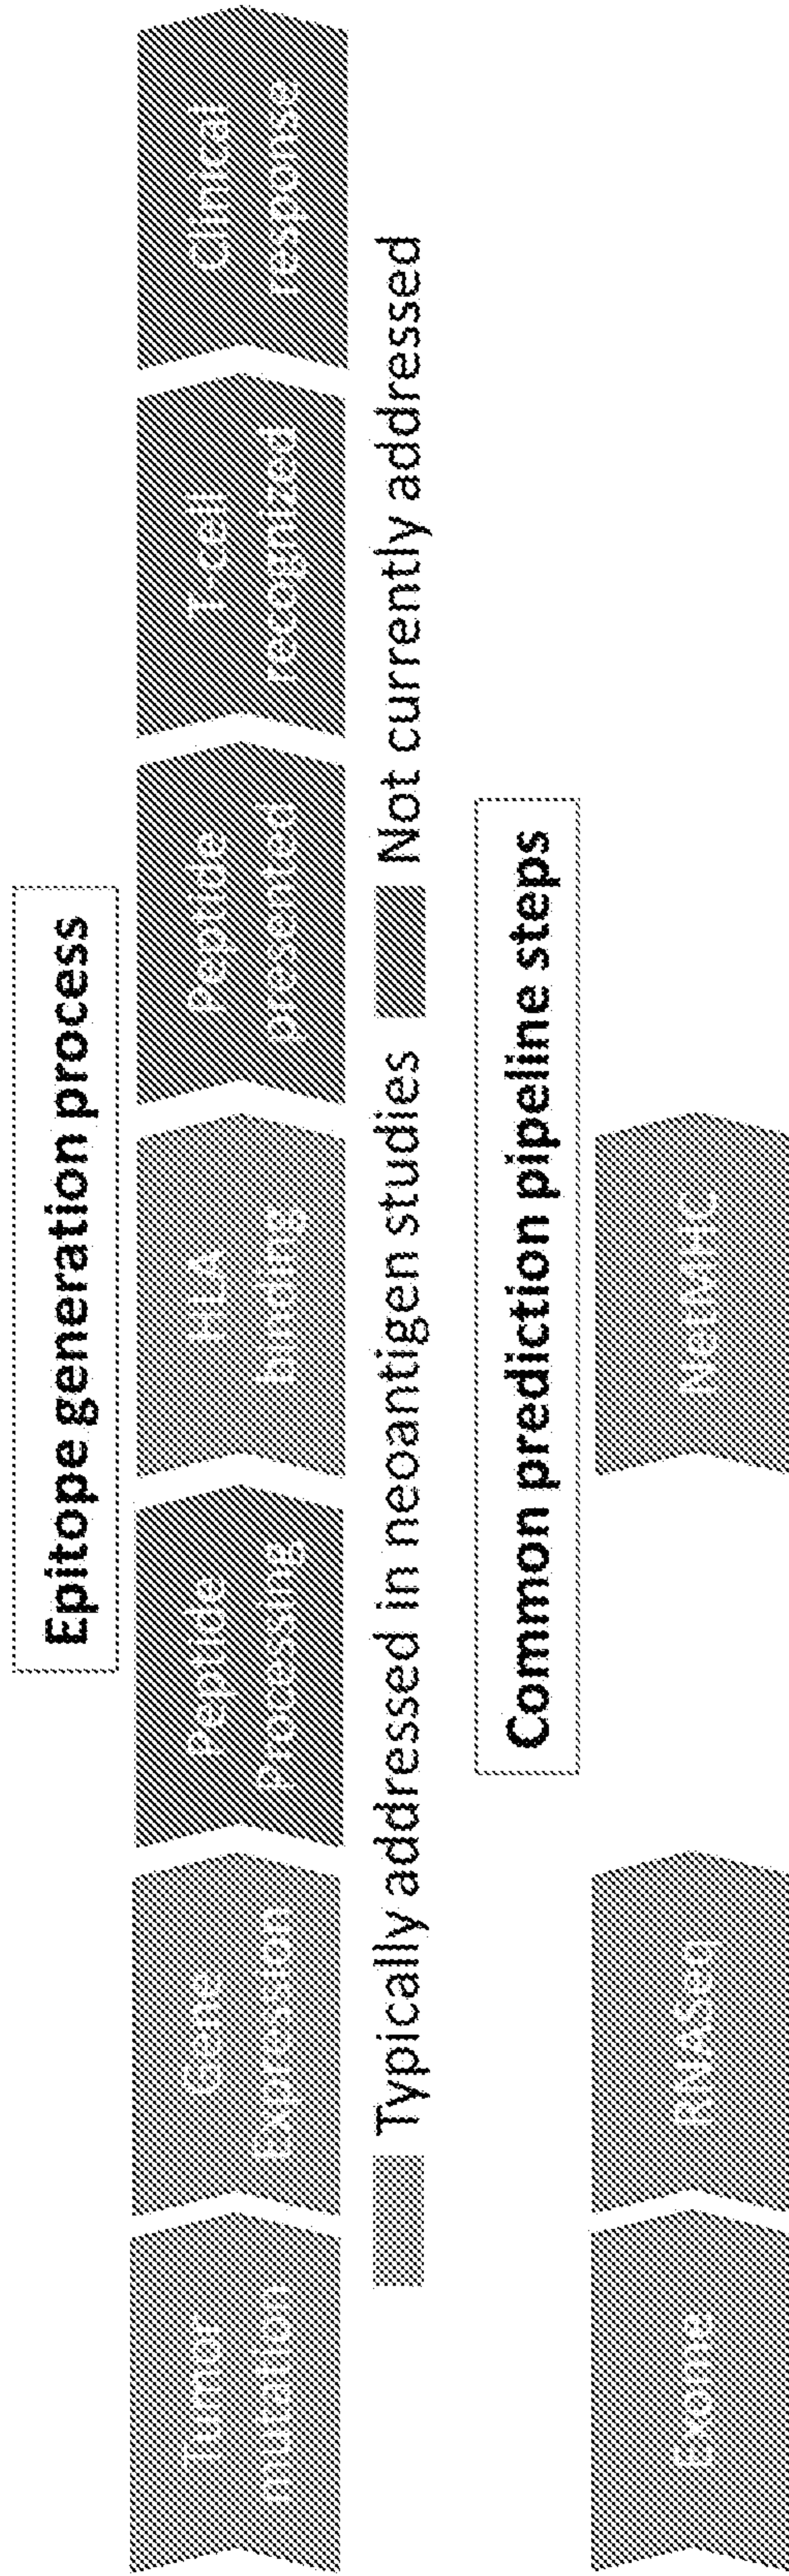 Epitope generation process
Tumor
mutation
Gene
Expression
Peptide
Processing
HLA
binding
Peptide
presented
T-cell
recognized
Clinical
response
Typically addressed in neoantigen studies
Not currently addressed
Common prediction pipeline steps
Exome
RNASeq
NetMHC